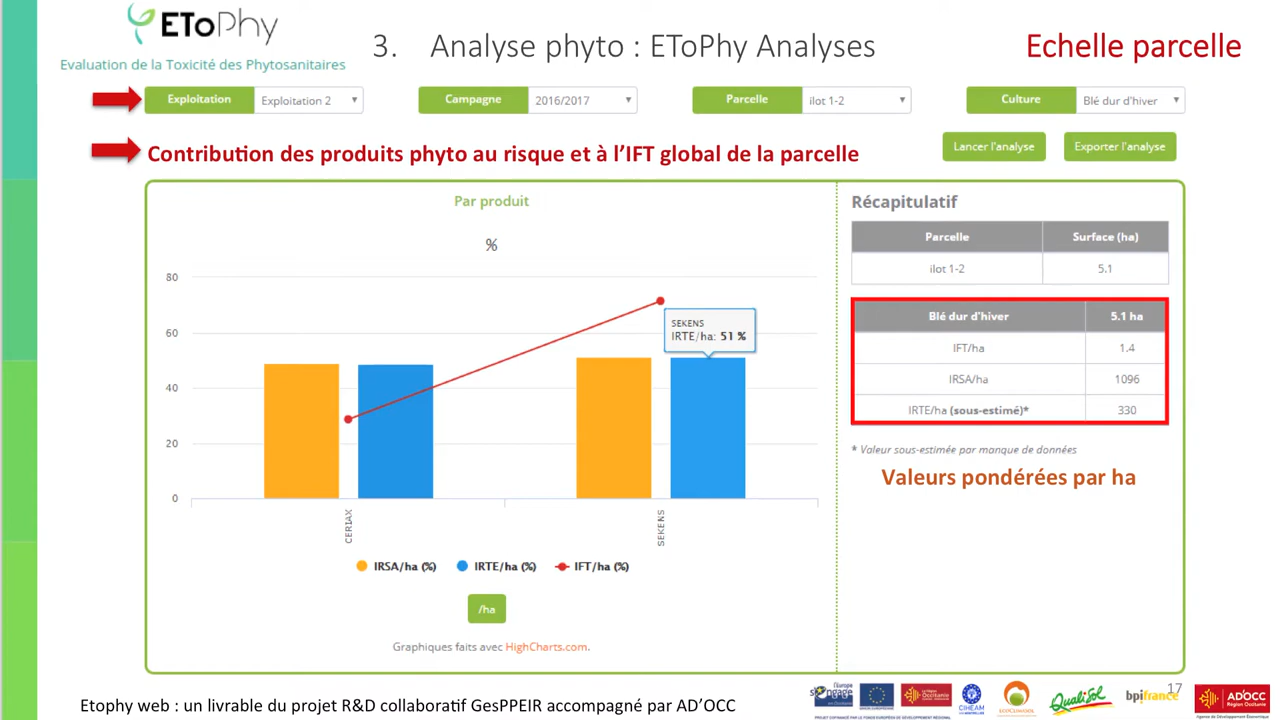 EToPhy
Evaluation de la Toxicité des Phytosanitaires
3. Analyse phyto : EToPhy Analyses
Echelle parcelle
Exploitation Exploitation 2
Campagne 2016/2017
Parcelle ilot 1-2
Culture Blé dur d'hiver
Contribution des produits phyto au risque et à l'IFT global de la parcelle
Lancer l'analyse
Exporter l'analyse
Par produit
%
80
60
40
20
0
SEKENS
IRTE/ha: 51 %
CERIAX
SEKENS
IRSA/ha (%) IRTE/ha (%) IFT/ha (%)
/ha
Graphiques faits avec HighCharts.com.
Récapitulatif
Parcelle Surface (ha)
ilot 1-2 5.1
Blé dur d'hiver 5.1 ha
IFT/ha 1.4
IRSA/ha 1096
IRTE/ha (sous-estimé)* 330
* Valeur sous-estimée par manque de données
Valeurs pondérées par ha
17
Etophy web : un livrable du projet R&D collaboratif GesPPEIR accompagné par AD'OCC
l'Europe
s'engage
CIHEAM
QualiSol
bpifrance
AD'OCC